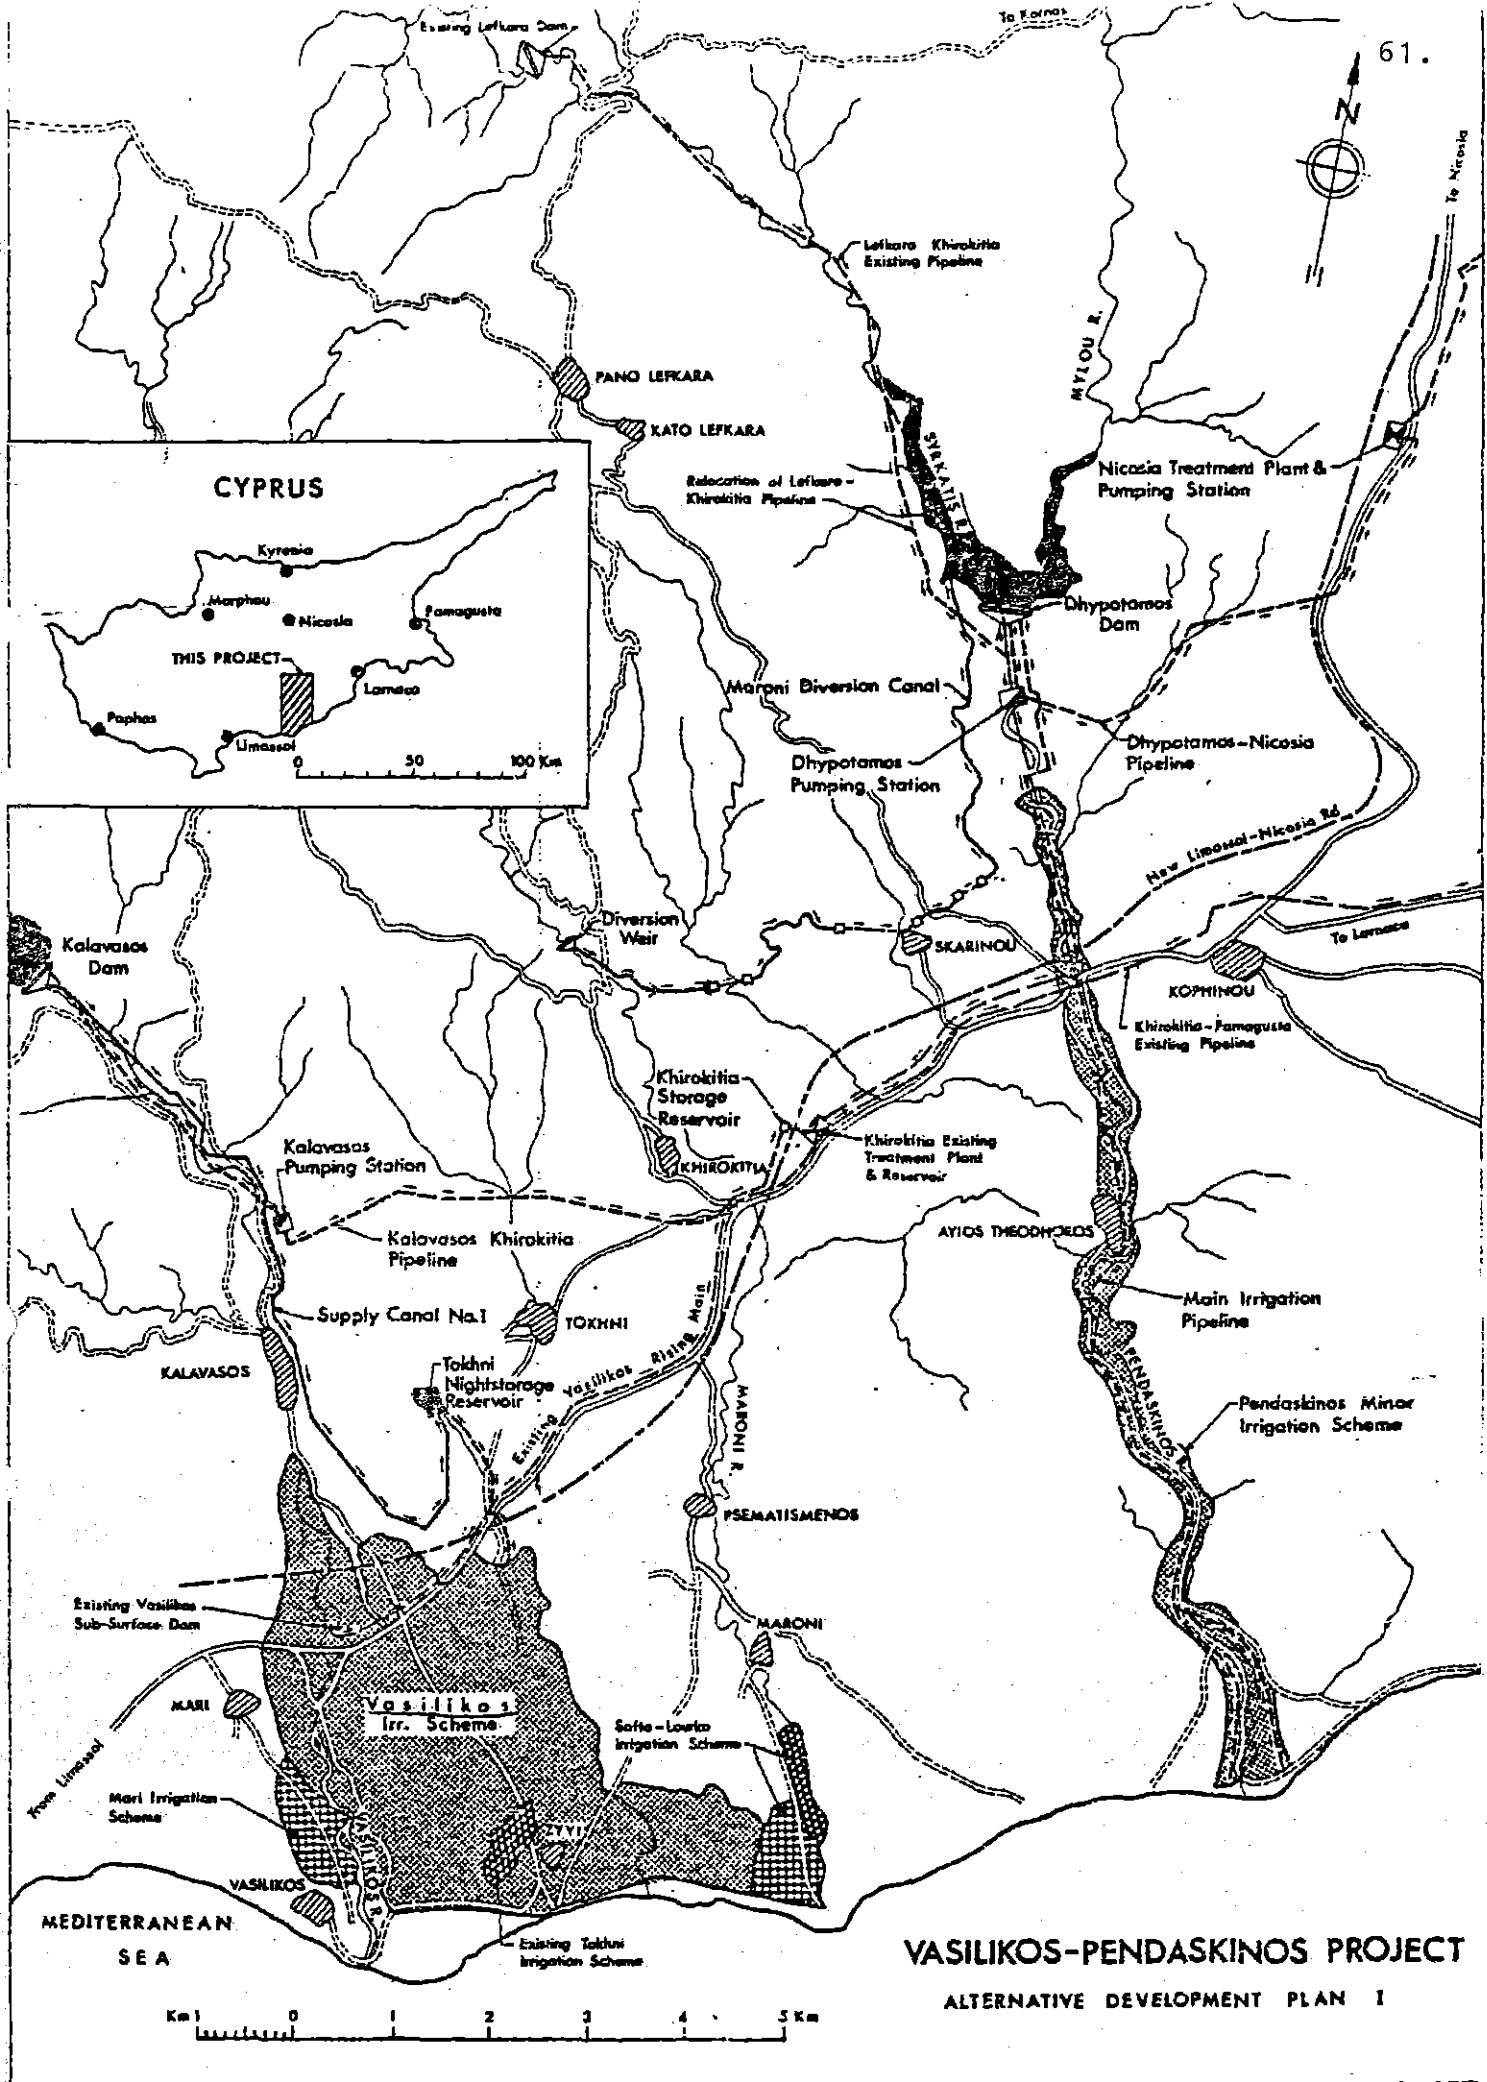 61.
Existing Lefkara Dam
To Kornos
N
To Nicosia
Lefkara Khirokitia
Existing Pipeline
MYLOU R.
PANO LEFKARA
KATO LEFKARA
SYRKATIS R.
Relocation of Lefkara -
Khirokitia Pipeline
Nicosia Treatment Plant &
Pumping Station
CYPRUS
Kyrenia
Morphou
Nicosia
Famagusta
THIS PROJECT
Larnaca
Paphos
Limassol
0 50 100 Km
Dhypotamos
Dam
Maroni Diversion Canal
Dhypotamos
Pumping Station
Dhypotamos-Nicosia
Pipeline
New Limassol-Nicosia Rd
Kalavasos
Dam
Diversion
Weir
SKARINOU
To Larnaca
KOPHINOU
Khirokitia-Famagusta
Existing Pipeline
Khirokitia
Storage
Reservoir
Kalavasos
Pumping Station
KHIROKITIA
Khirokitia Existing
Treatment Plant
& Reservoir
AYIOS THEODHOROS
Kalavasos Khirokitia
Pipeline
Main Irrigation
Pipeline
Supply Canal No.1
TOKHNI
Existing Vasilikos Rising Main
KALAVASOS
Tokhni
Nightstorage
Reservoir
MARONI R.
PENDASKINOS R.
Pendaskinos Minor
Irrigation Scheme
PSEMATISMENOS
Existing Vasilikos
Sub-Surface Dam
MARONI
MARI
Vasilikos
Irr. Scheme
Softa-Lourka
Irrigation Scheme
From Limassol
Mari Irrigation
Scheme
VASILIKOS R.
ZYYI
VASILIKOS
MEDITERRANEAN
SEA
Existing Tokhni
Irrigation Scheme
VASILIKOS-PENDASKINOS PROJECT
ALTERNATIVE DEVELOPMENT PLAN I
Km 1 0 1 2 3 4 5 Km